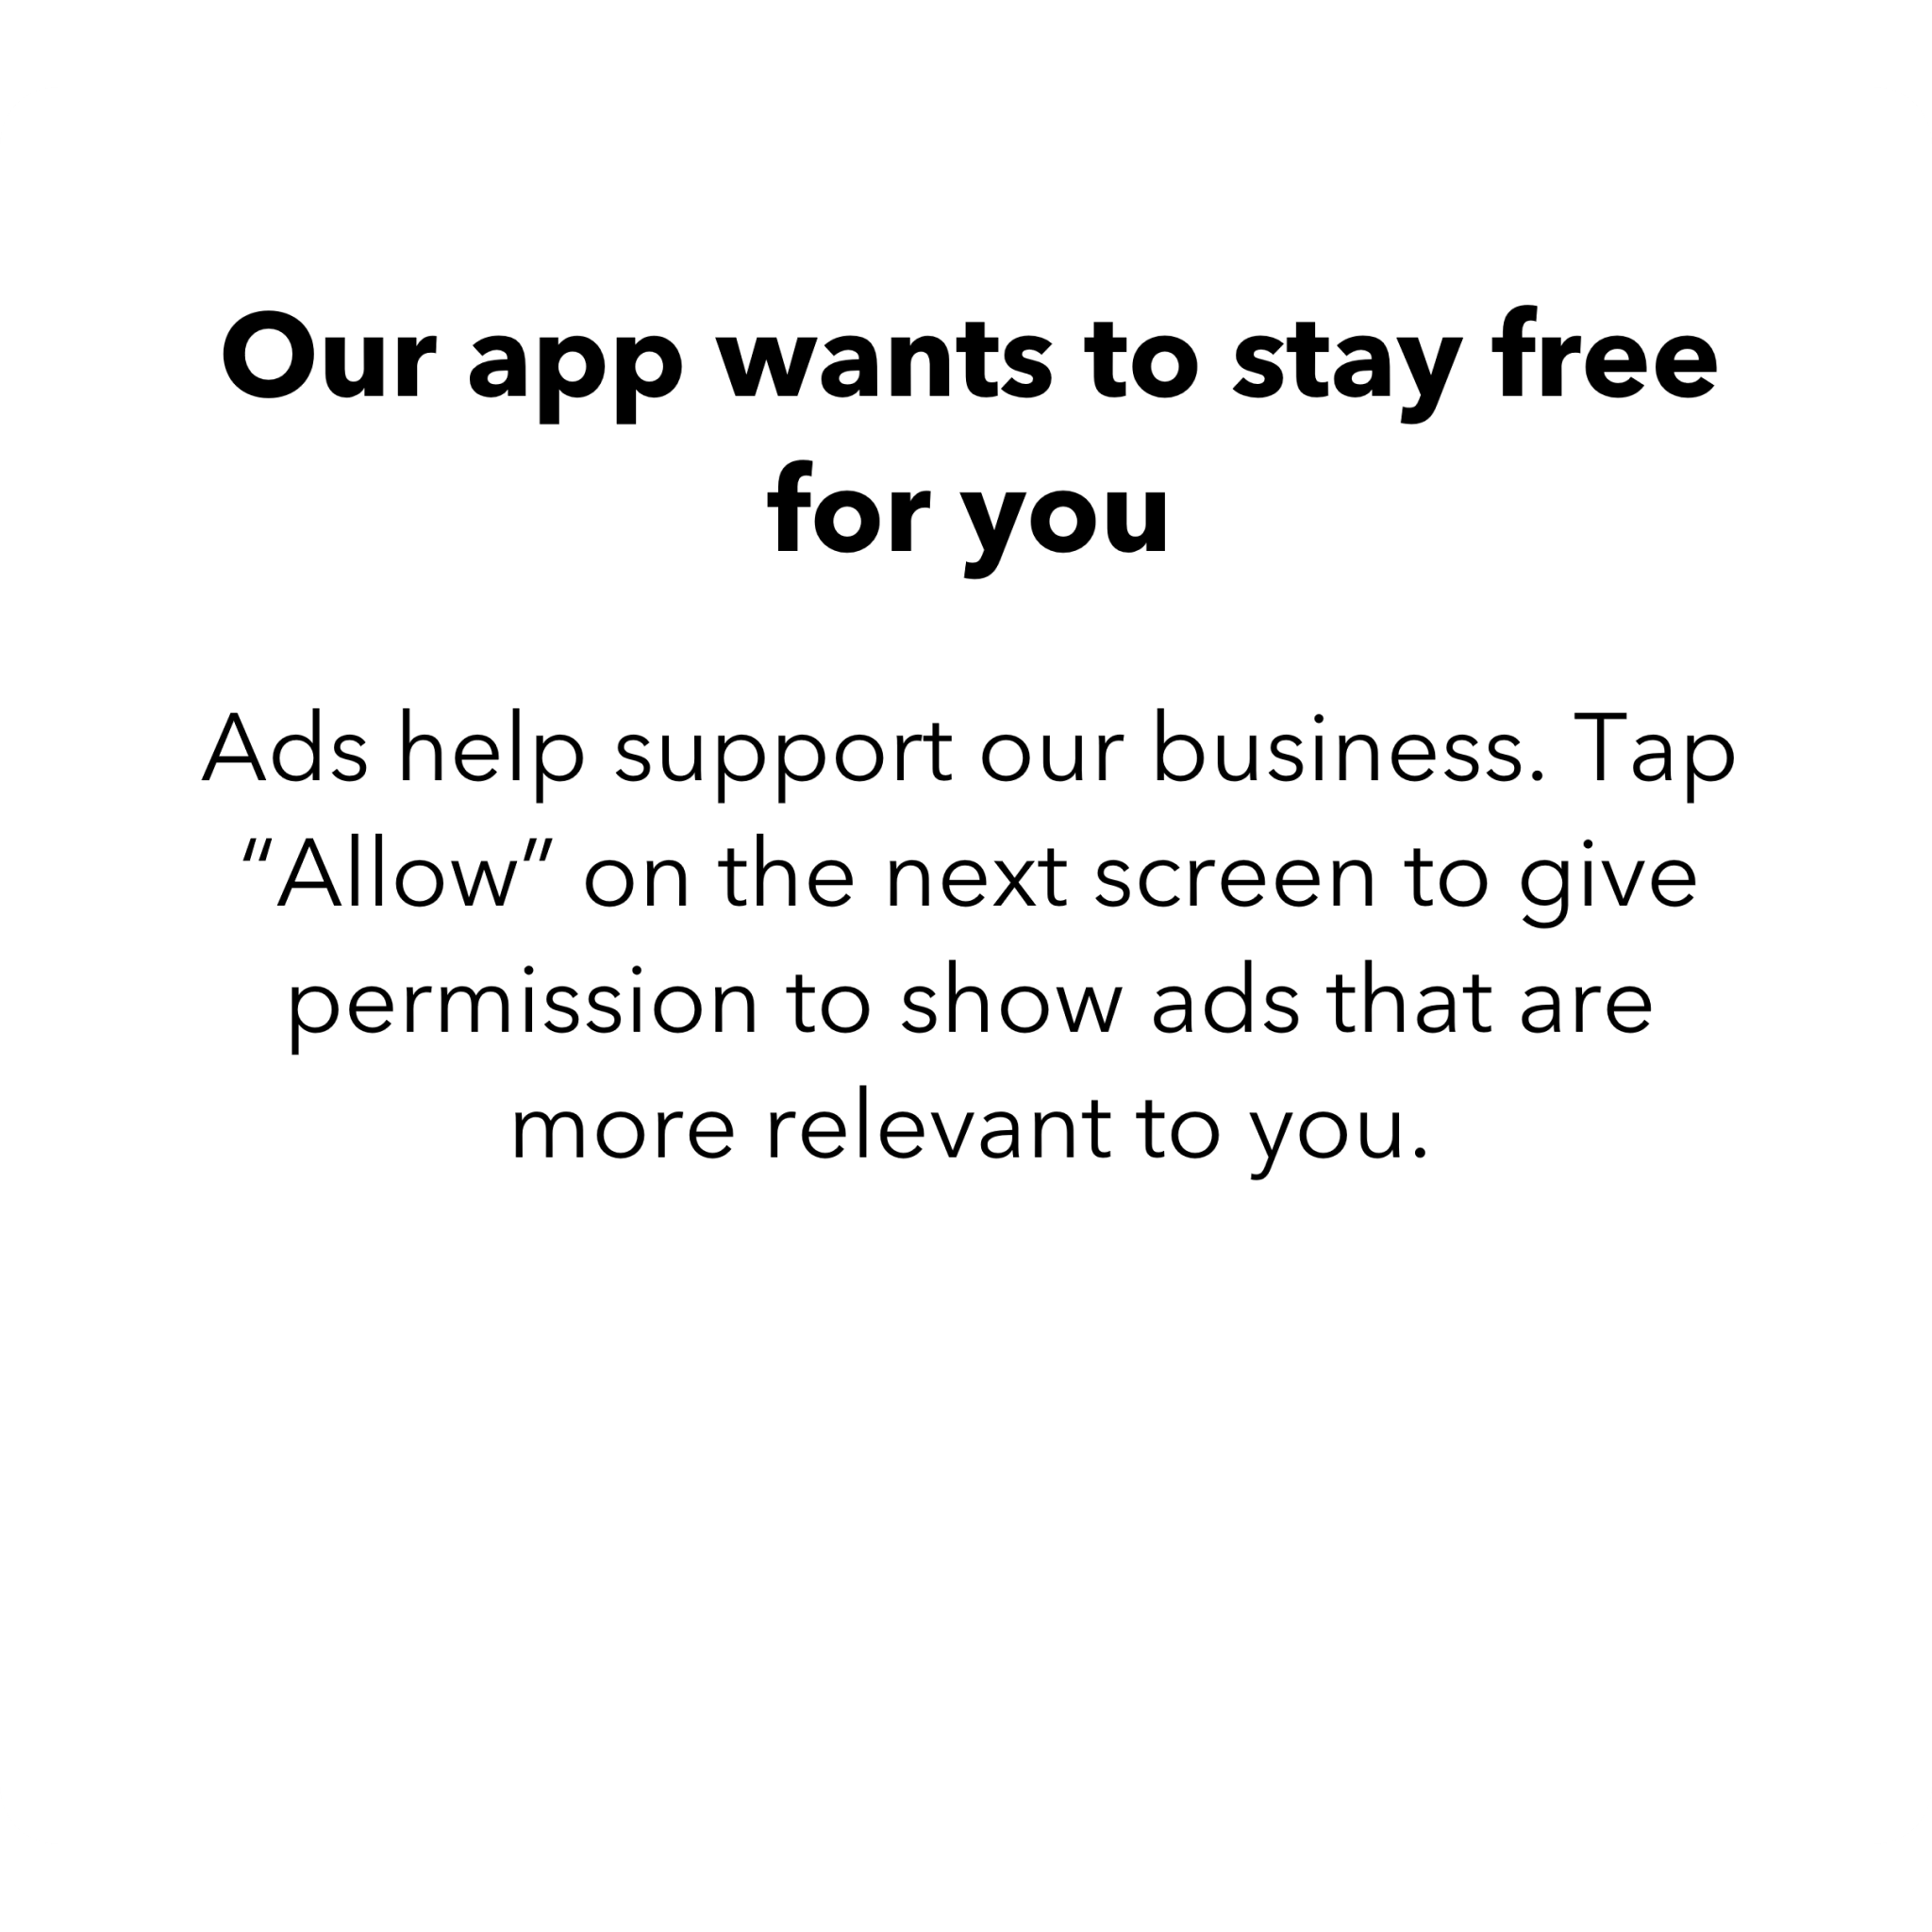 Our app wants to stay free
for you
Ads help support our business. Tap
“Allow“ on the next screen to give
permission to show ads that are
more relevant to you.